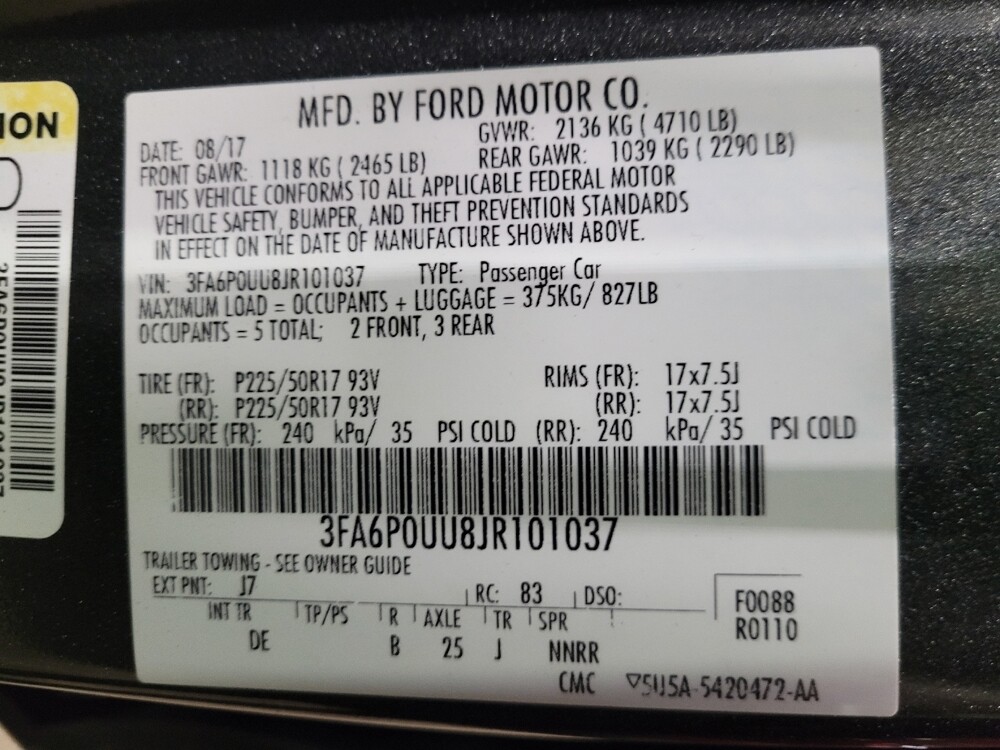 ION
MFD. BY FORD MOTOR CO.
DATE: 08/17 GVWR: 2136 KG ( 4710 LB)
FRONT GAWR: 1118 KG ( 2465 LB) REAR GAWR: 1039 KG ( 2290 LB)
THIS VEHICLE CONFORMS TO ALL APPLICABLE FEDERAL MOTOR
VEHICLE SAFETY, BUMPER, AND THEFT PREVENTION STANDARDS
IN EFFECT ON THE DATE OF MANUFACTURE SHOWN ABOVE.
VIN: 3FA6P0UU8JR101037 TYPE: Passenger Car
MAXIMUM LOAD = OCCUPANTS + LUGGAGE = 375KG/ 827LB
OCCUPANTS = 5 TOTAL; 2 FRONT, 3 REAR
TIRE (FR): P225/50R17 93V RIMS (FR): 17x7.5J
(RR): P225/50R17 93V (RR): 17x7.5J
PRESSURE (FR): 240 kPa/ 35 PSI COLD (RR): 240 kPa/ 35 PSI COLD
3FA6P0UU8JR101037
TRAILER TOWING - SEE OWNER GUIDE
EXT PNT: J7 RC: 83 DSO: F0088
INT TR TP/PS R AXLE TR SPR R0110
DE B 25 J NNRR
CMC ▽5U5A-5420472-AA